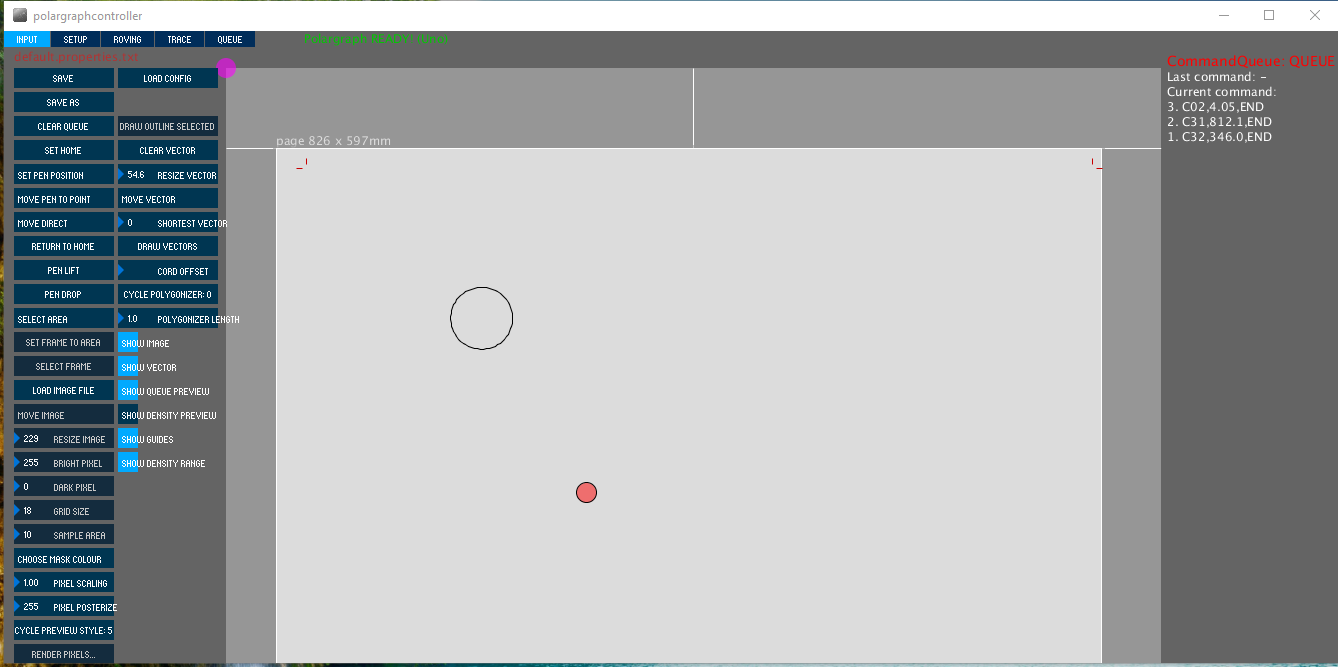 polargraphcontroller
INPUT SETUP ROVING TRACE QUEUE
Polargraph READY! (Uno)
default.properties.txt
SAVE LOAD CONFIG
SAVE AS
CLEAR QUEUE DRAW OUTLINE SELECTED
SET HOME CLEAR VECTOR
SET PEN POSITION 54.6 RESIZE VECTOR
MOVE PEN TO POINT MOVE VECTOR
MOVE DIRECT 0 SHORTEST VECTOR
RETURN TO HOME DRAW VECTORS
PEN LIFT CORD OFFSET
PEN DROP CYCLE POLYGONIZER: 0
SELECT AREA 1.0 POLYGONIZER LENGTH
SET FRAME TO AREA SHOW IMAGE
SELECT FRAME SHOW VECTOR
LOAD IMAGE FILE SHOW QUEUE PREVIEW
MOVE IMAGE SHOW DENSITY PREVIEW
229 RESIZE IMAGE SHOW GUIDES
255 BRIGHT PIXEL SHOW DENSITY RANGE
0 DARK PIXEL
18 GRID SIZE
10 SAMPLE AREA
CHOOSE MASK COLOUR
1.00 PIXEL SCALING
255 PIXEL POSTERIZE
CYCLE PREVIEW STYLE: 5
RENDER PIXELS...
page 826 x 597mm
CommandQueue: QUEUE
Last command: -
Current command:
3. C02,4.05,END
2. C31,812.1,END
1. C32,346.0,END